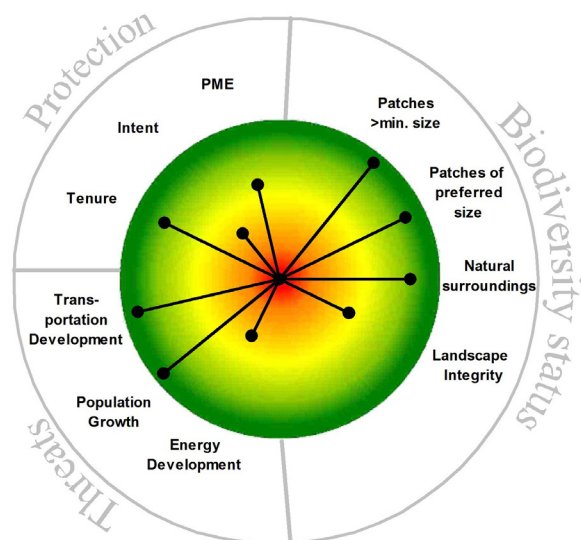 Protection
PME
Intent
Tenure
Biodiversity status
Patches
>min. size
Patches of
preferred
size
Natural
surroundings
Landscape
Integrity
Threats
Trans-
portation
Development
Population
Growth
Energy
Development